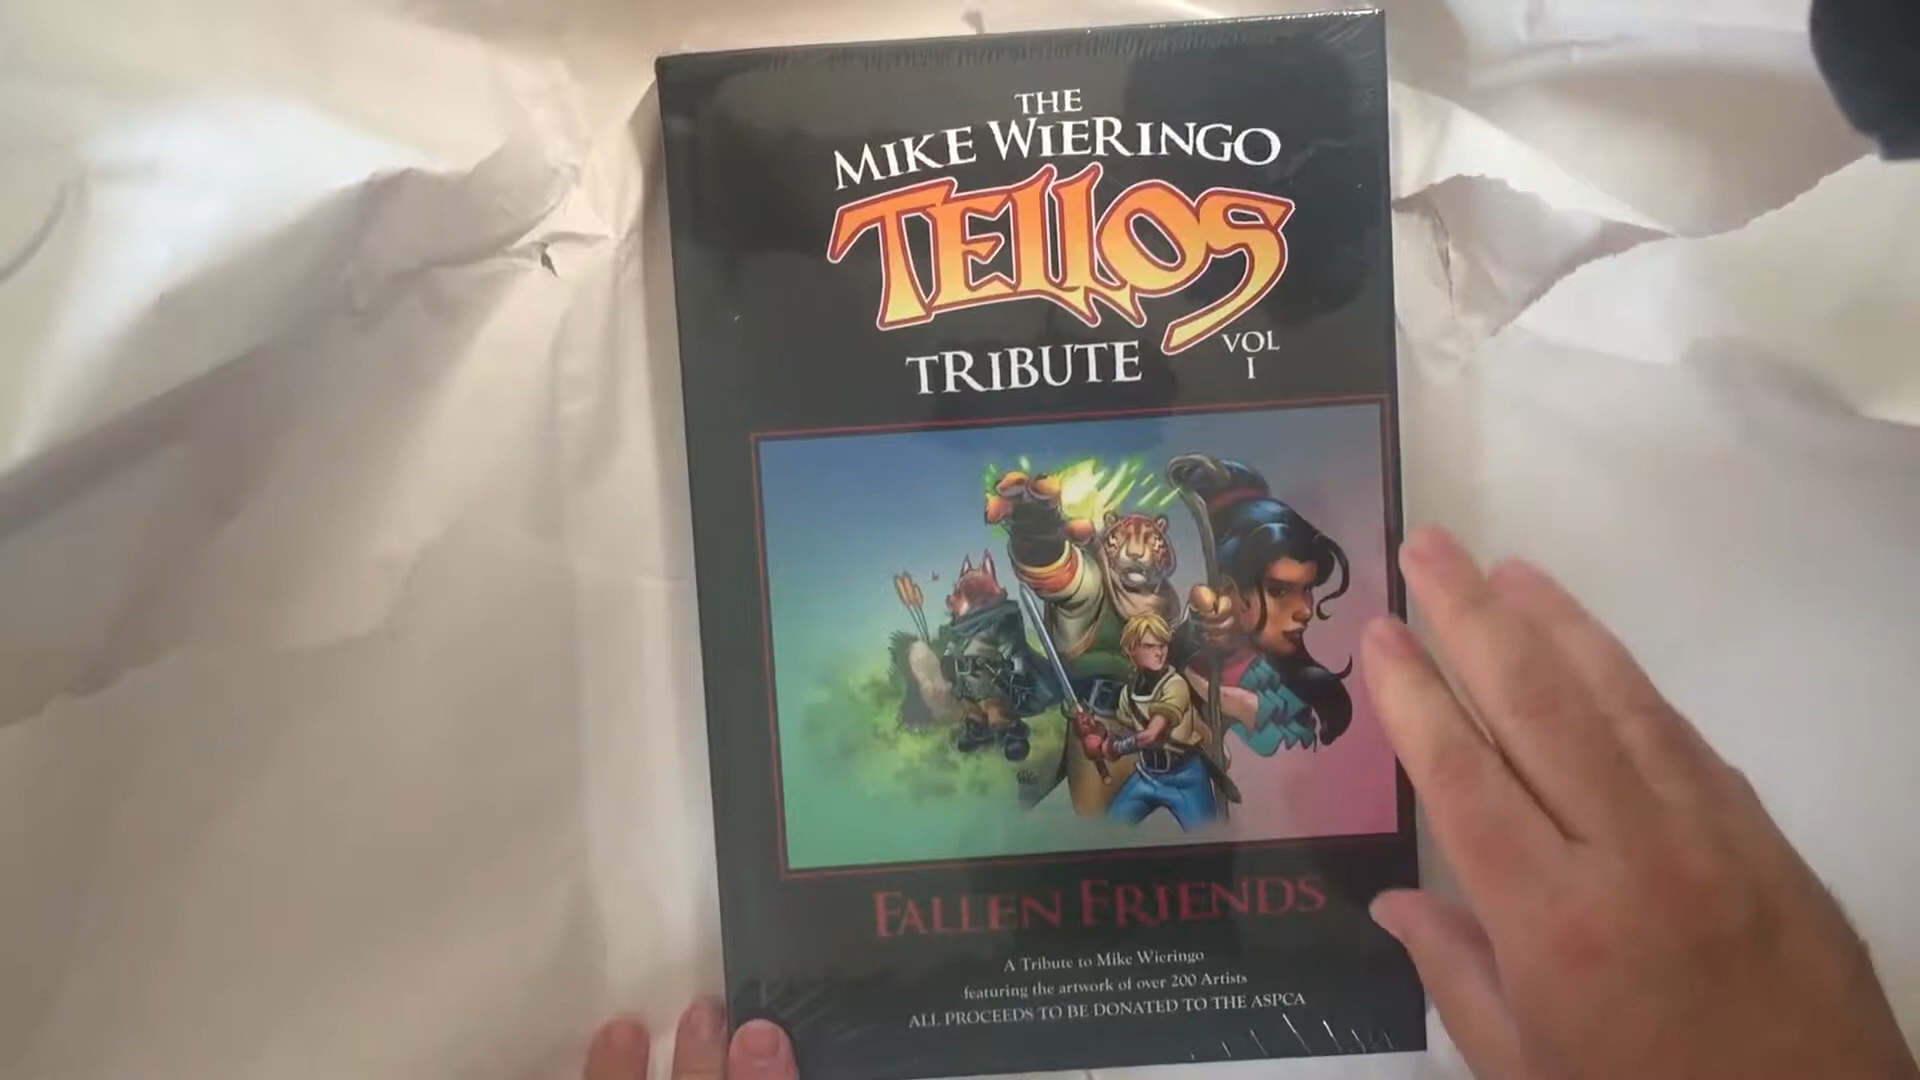 THE
MIKE WIERINGO
TELLOS
TRIBUTE
VOL
I
FALLEN FRIENDS
A Tribute to Mike Wieringo
featuring the artwork of over 200 Artists
ALL PROCEEDS TO BE DONATED TO THE ASPCA